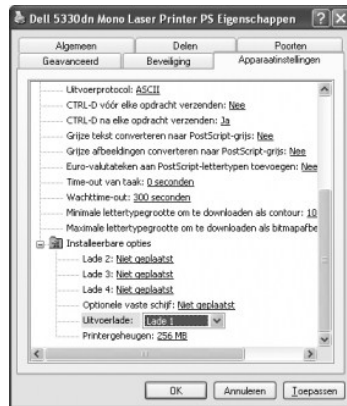 Dell 5330dn Mono Laser Printer PS Eigenschappen
Algemeen Delen Poorten
Geavanceerd Beveiliging Apparaatinstellingen
Uitvoerprotocol: ASCII
CTRL-D vóór elke opdracht verzenden: Nee
CTRL-D na elke opdracht verzenden: Ja
Grijze tekst converteren naar PostScript-grijs: Nee
Grijze afbeeldingen converteren naar PostScript-grijs: Nee
Euro-valutateken aan PostScript-lettertypen toevoegen: Nee
Time-out van taak: 0 seconden
Wachttime-out: 300 seconden
Minimale lettertypegrootte om te downloaden als contour: 10
Maximale lettertypegrootte om te downloaden als bitmapafbe
Installeerbare opties
Lade 2: Niet geplaatst
Lade 3: Niet geplaatst
Lade 4: Niet geplaatst
Optionele vaste schijf: Niet geplaatst
Uitvoerlade: Lade 1
Printergeheugen: 256 MB
OK Annuleren Toepassen